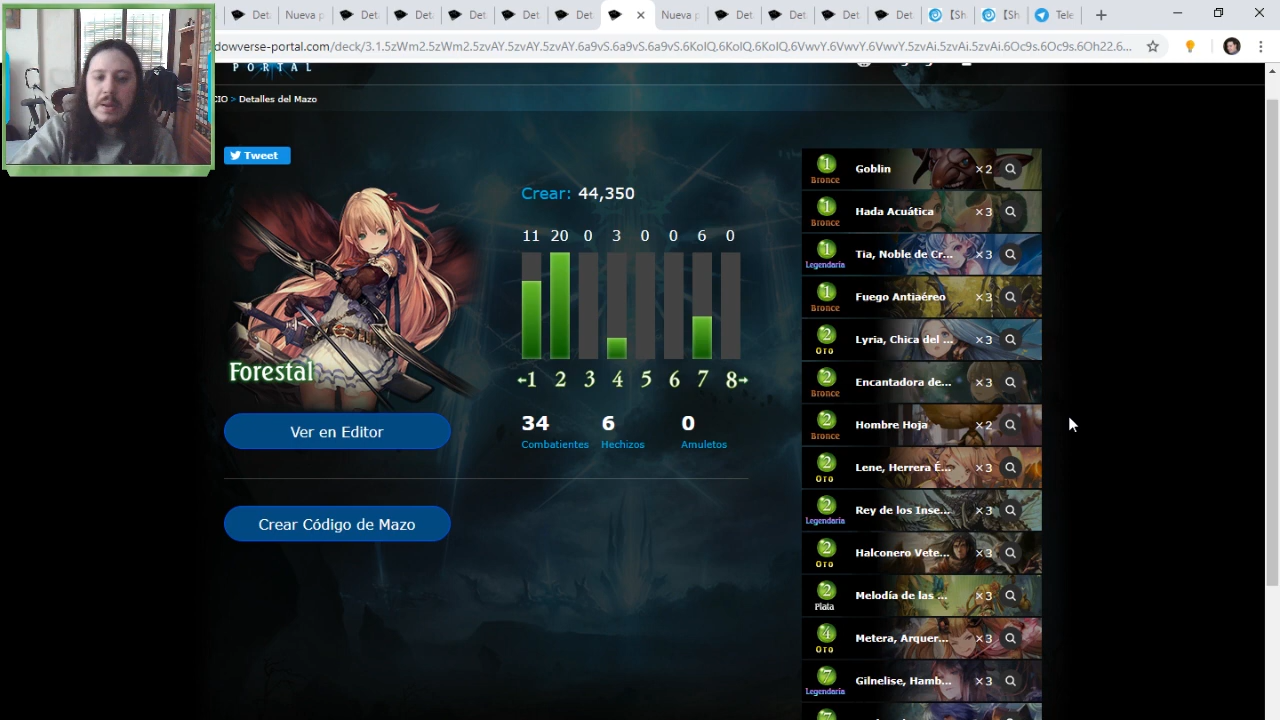 Det
Nueva p
Det
Det
Det
Det
Det
Nueva p
Det
Det
Det
Det
【Sh
【Sh
Tele
dowverse-portal.com/deck/3.1.5zWm2.5zWm2.5zvAY.5zvAY.5zvAY.6a9vS.6a9vS.6a9vS.6KoIQ.6KoIQ.6KoIQ.6VwvY.6VwvY.6VwvY.5zvAi.5zvAi.5zvAi.6Oc9s.6Oc9s.6Oh22.6...
PORTAL
CIO > Detalles del Mazo
Tweet
Crear: 44,350
11 20 0 3 0 0 6 0
1 2 3 4 5 6 7 8
34 6 0
Combatientes Hechizos Amuletos
Forestal
Ver en Editor
Crear Código de Mazo
1 Bronce Goblin ×2
1 Bronce Hada Acuática ×3
1 Legendaria Tia, Noble de Cr... ×3
1 Bronce Fuego Antiaéreo ×3
2 Oro Lyria, Chica del ... ×3
2 Bronce Encantadora de... ×3
2 Bronce Hombre Hoja ×2
2 Oro Lene, Herrera É... ×3
2 Legendaria Rey de los Inse... ×3
2 Oro Halconero Vete... ×3
2 Plata Melodía de las ... ×3
4 Oro Metera, Arquer... ×3
7 Legendaria Gilnelise, Hamb... ×3
7